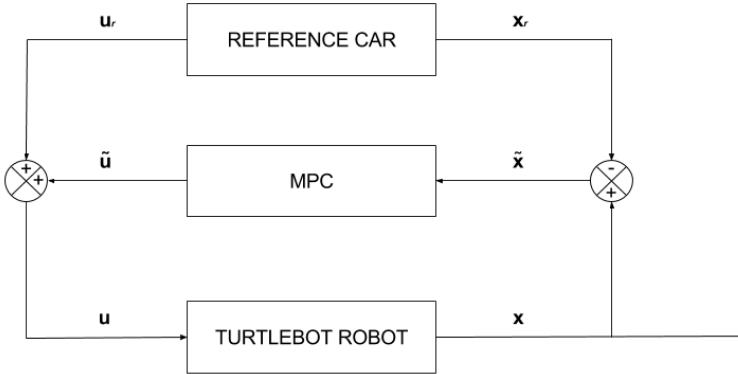 uᵣ
REFERENCE CAR
xᵣ
+
+
ũ
MPC
x̃
-
+
u
TURTLEBOT ROBOT
x